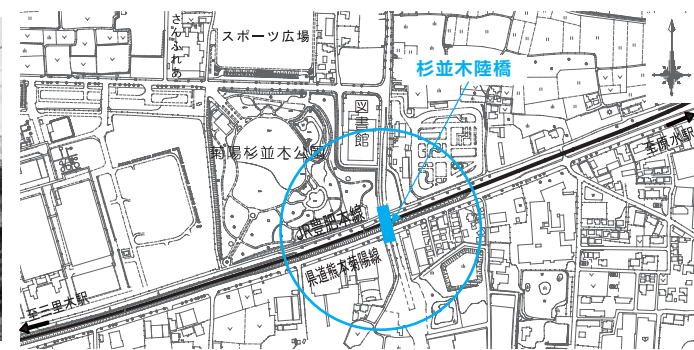 さんふれあ
スポーツ広場
杉並木陸橋
図書館
菊陽杉並木公園
至原水駅
JR豊肥本線
県道熊本菊陽線
至三里木駅